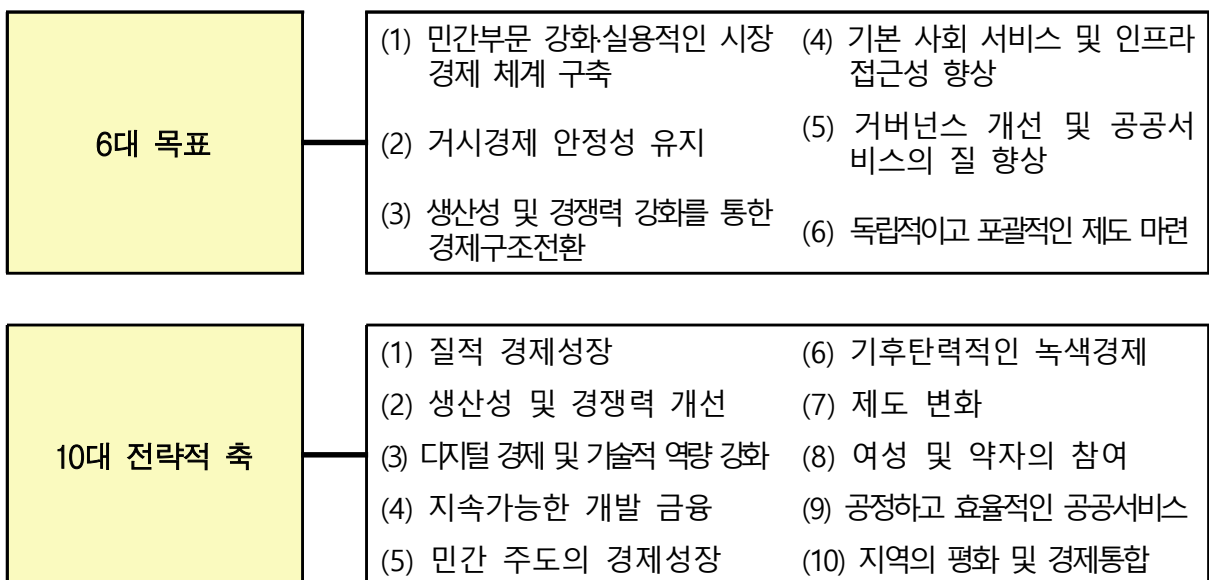 6대 목표
(1) 민간부문 강화·실용적인 시장
경제 체계 구축
(2) 거시경제 안정성 유지
(3) 생산성 및 경쟁력 강화를 통한
경제구조전환
(4) 기본 사회 서비스 및 인프라
접근성 향상
(5) 거버넌스 개선 및 공공서
비스의 질 향상
(6) 독립적이고 포괄적인 제도 마련
10대 전략적 축
(1) 질적 경제성장
(2) 생산성 및 경쟁력 개선
(3) 디지털 경제 및 기술적 역량 강화
(4) 지속가능한 개발 금융
(5) 민간 주도의 경제성장
(6) 기후탄력적인 녹색경제
(7) 제도 변화
(8) 여성 및 약자의 참여
(9) 공정하고 효율적인 공공서비스
(10) 지역의 평화 및 경제통합